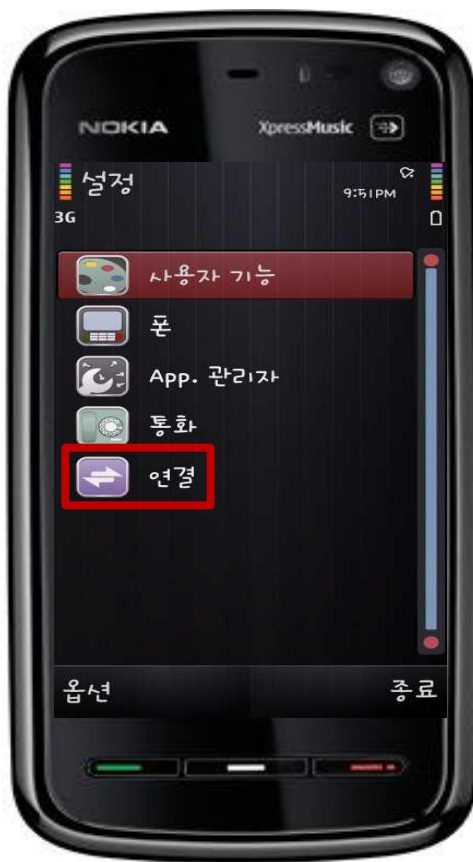 NOKIA XpressMusic
설정 9:51PM
3G
사용자 기능
폰
App. 관리자
통화
연결
옵션 종료